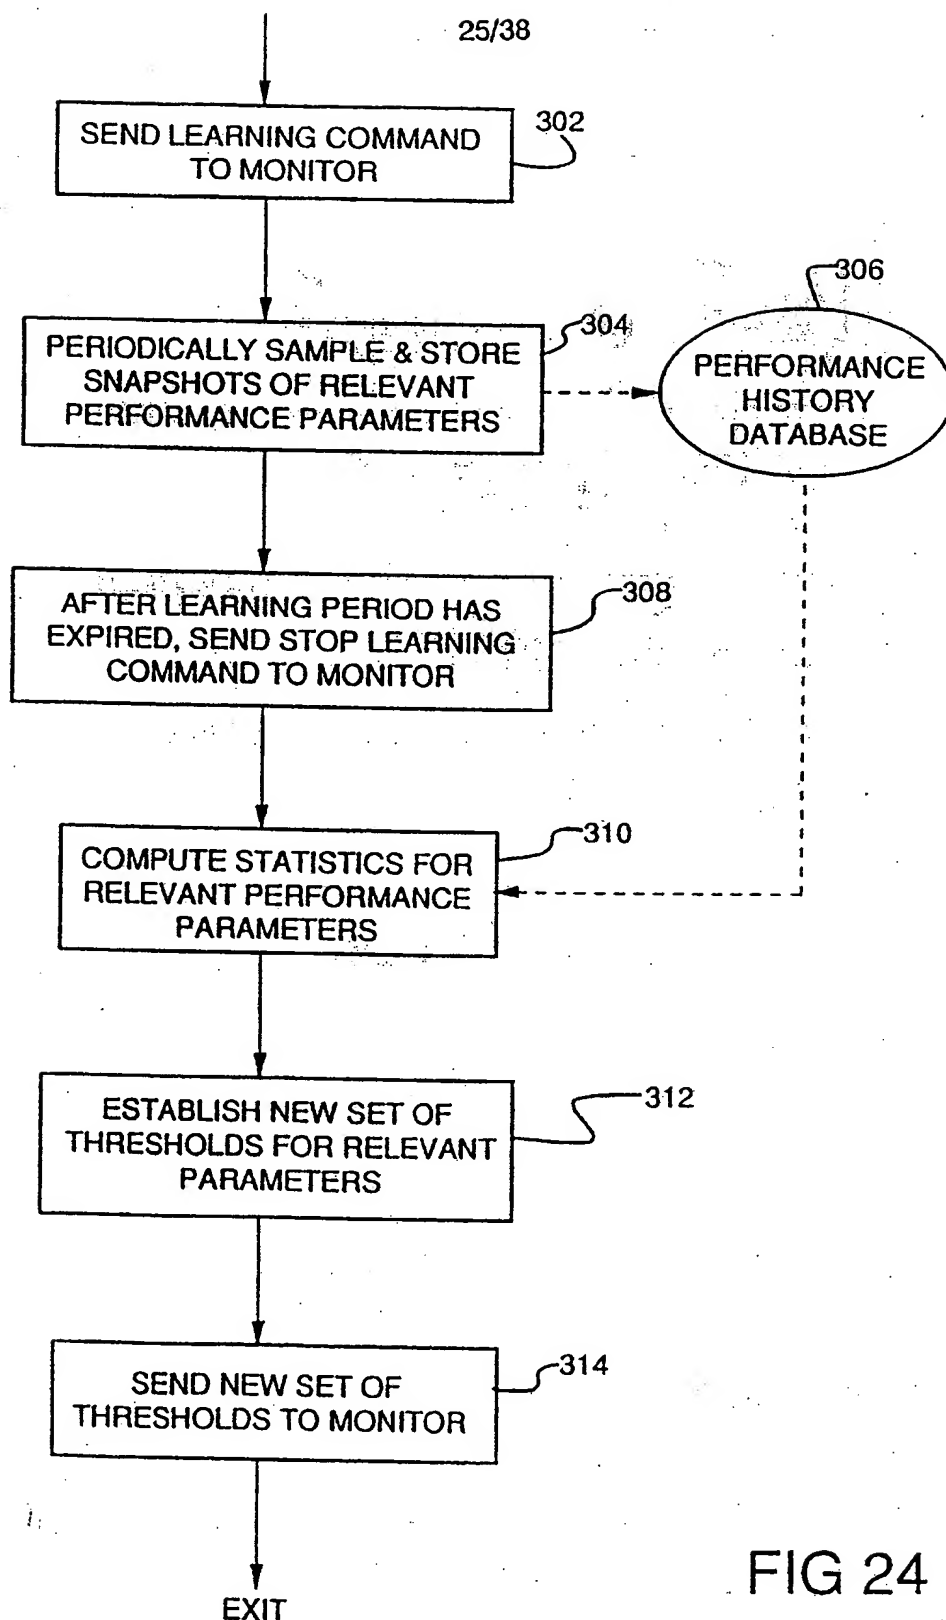 25/38
SEND LEARNING COMMAND
TO MONITOR
302
PERIODICALLY SAMPLE & STORE
SNAPSHOTS OF RELEVANT
PERFORMANCE PARAMETERS
304
306
PERFORMANCE
HISTORY
DATABASE
AFTER LEARNING PERIOD HAS
EXPIRED, SEND STOP LEARNING
COMMAND TO MONITOR
308
COMPUTE STATISTICS FOR
RELEVANT PERFORMANCE
PARAMETERS
310
ESTABLISH NEW SET OF
THRESHOLDS FOR RELEVANT
PARAMETERS
312
SEND NEW SET OF
THRESHOLDS TO MONITOR
314
EXIT
FIG 24